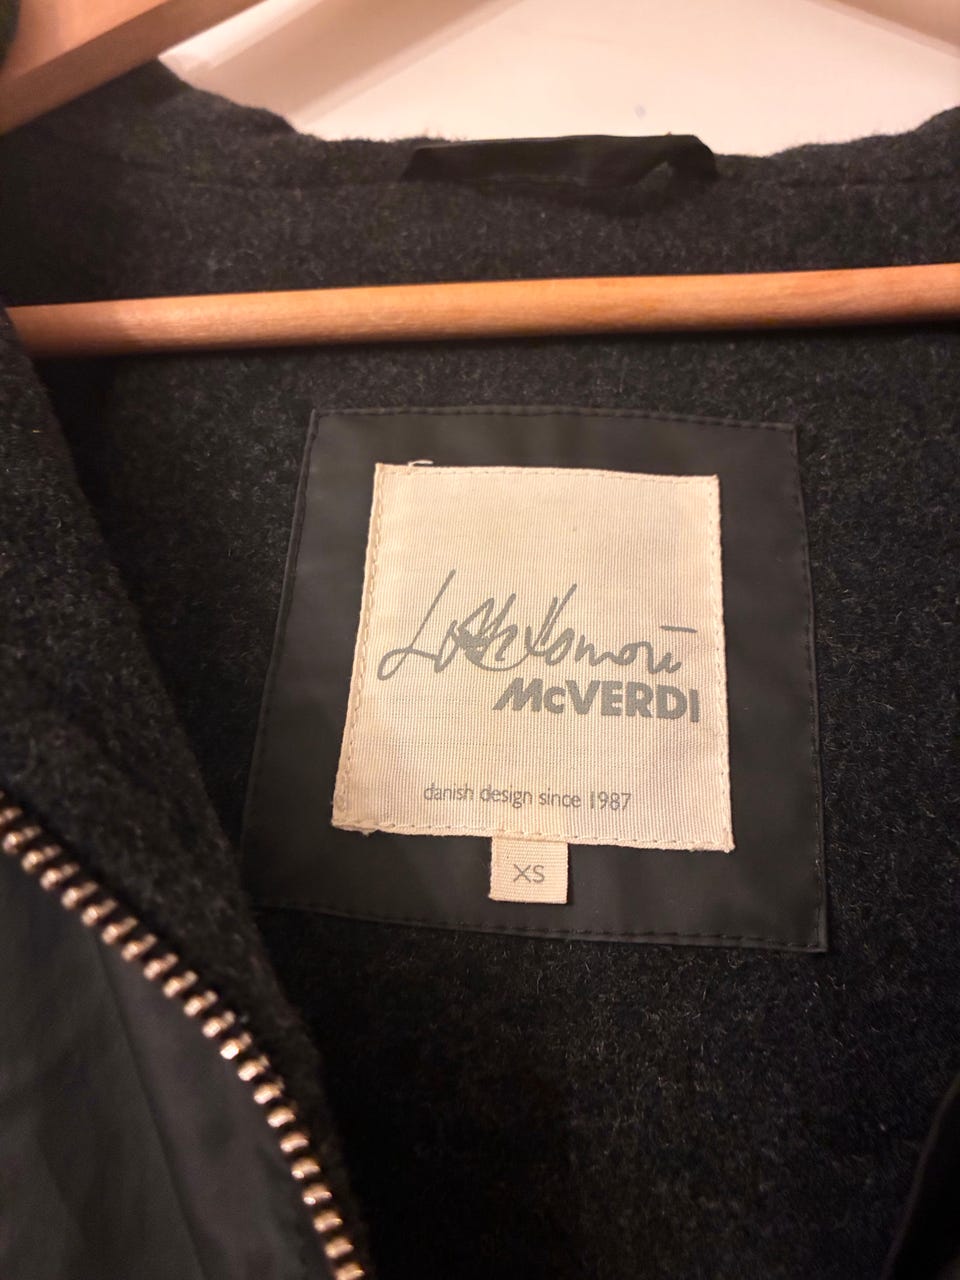 McVERDI
danish design since 1987
XS